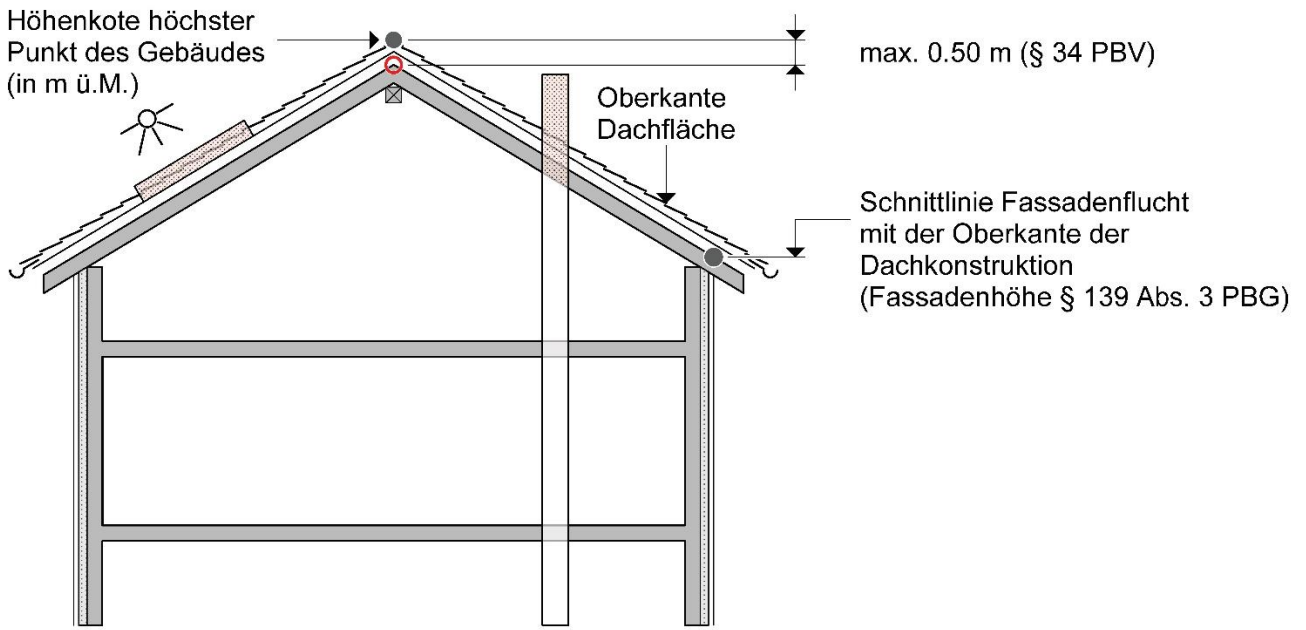 Höhenkote höchster
Punkt des Gebäudes
(in m ü.M.)
max. 0.50 m (§ 34 PBV)
Oberkante
Dachfläche
Schnittlinie Fassadenflucht
mit der Oberkante der
Dachkonstruktion
(Fassadenhöhe § 139 Abs. 3 PBG)